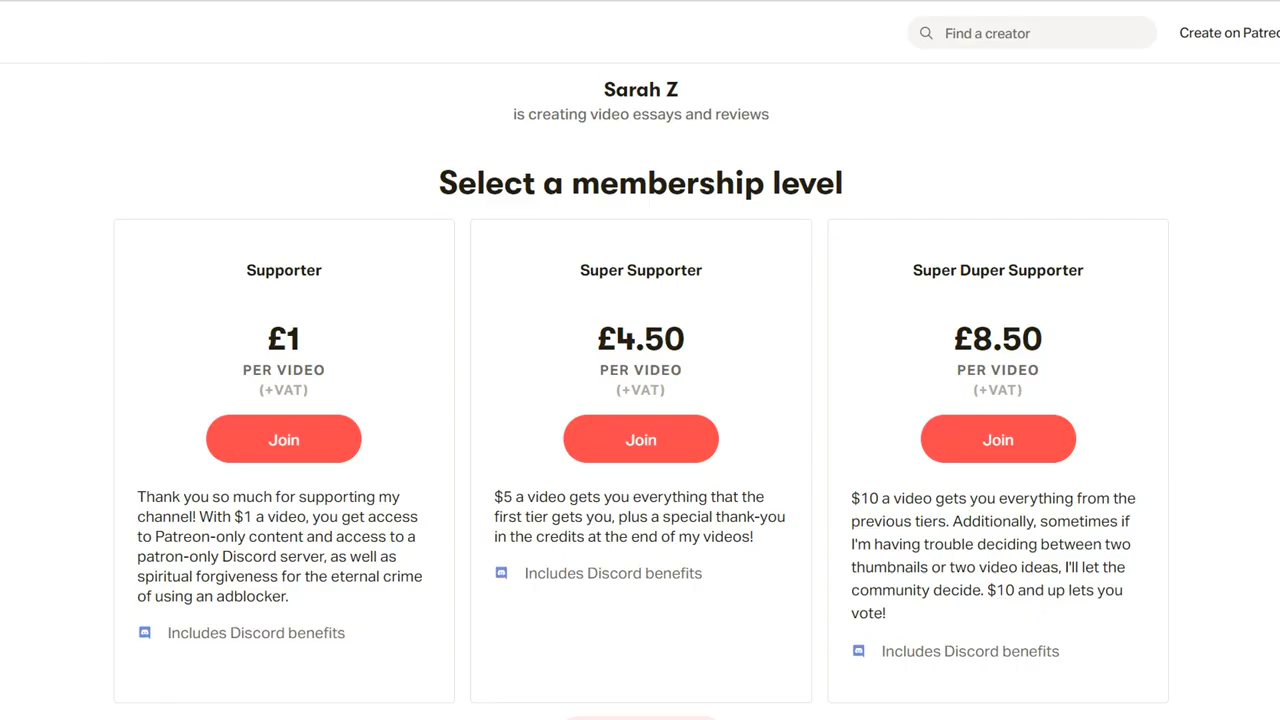 Find a creator
Create on Patreo
Sarah Z
is creating video essays and reviews
Select a membership level
Supporter
£1
PER VIDEO
(+VAT)
Join
Thank you so much for supporting my
channel! With $1 a video, you get access
to Patreon-only content and access to a
patron-only Discord server, as well as
spiritual forgiveness for the eternal crime
of using an adblocker.
Includes Discord benefits
Super Supporter
£4.50
PER VIDEO
(+VAT)
Join
$5 a video gets you everything that the
first tier gets you, plus a special thank-you
in the credits at the end of my videos!
Includes Discord benefits
Super Duper Supporter
£8.50
PER VIDEO
(+VAT)
Join
$10 a video gets you everything from the
previous tiers. Additionally, sometimes if
I'm having trouble deciding between two
thumbnails or two video ideas, I'll let the
community decide. $10 and up lets you
vote!
Includes Discord benefits